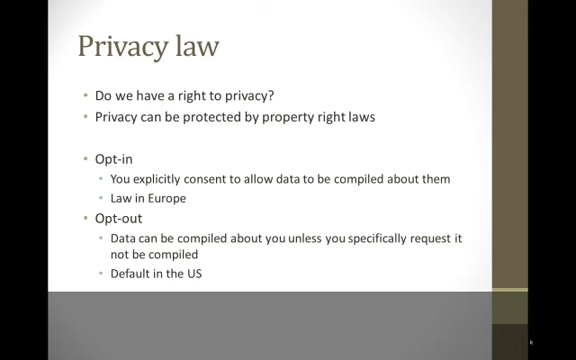 Privacy law
• Do we have a right to privacy?
• Privacy can be protected by property right laws
• Opt-in
• You explicitly consent to allow data to be compiled about them
• Law in Europe
• Opt-out
• Data can be compiled about you unless you specifically request it
not be compiled
• Default in the US